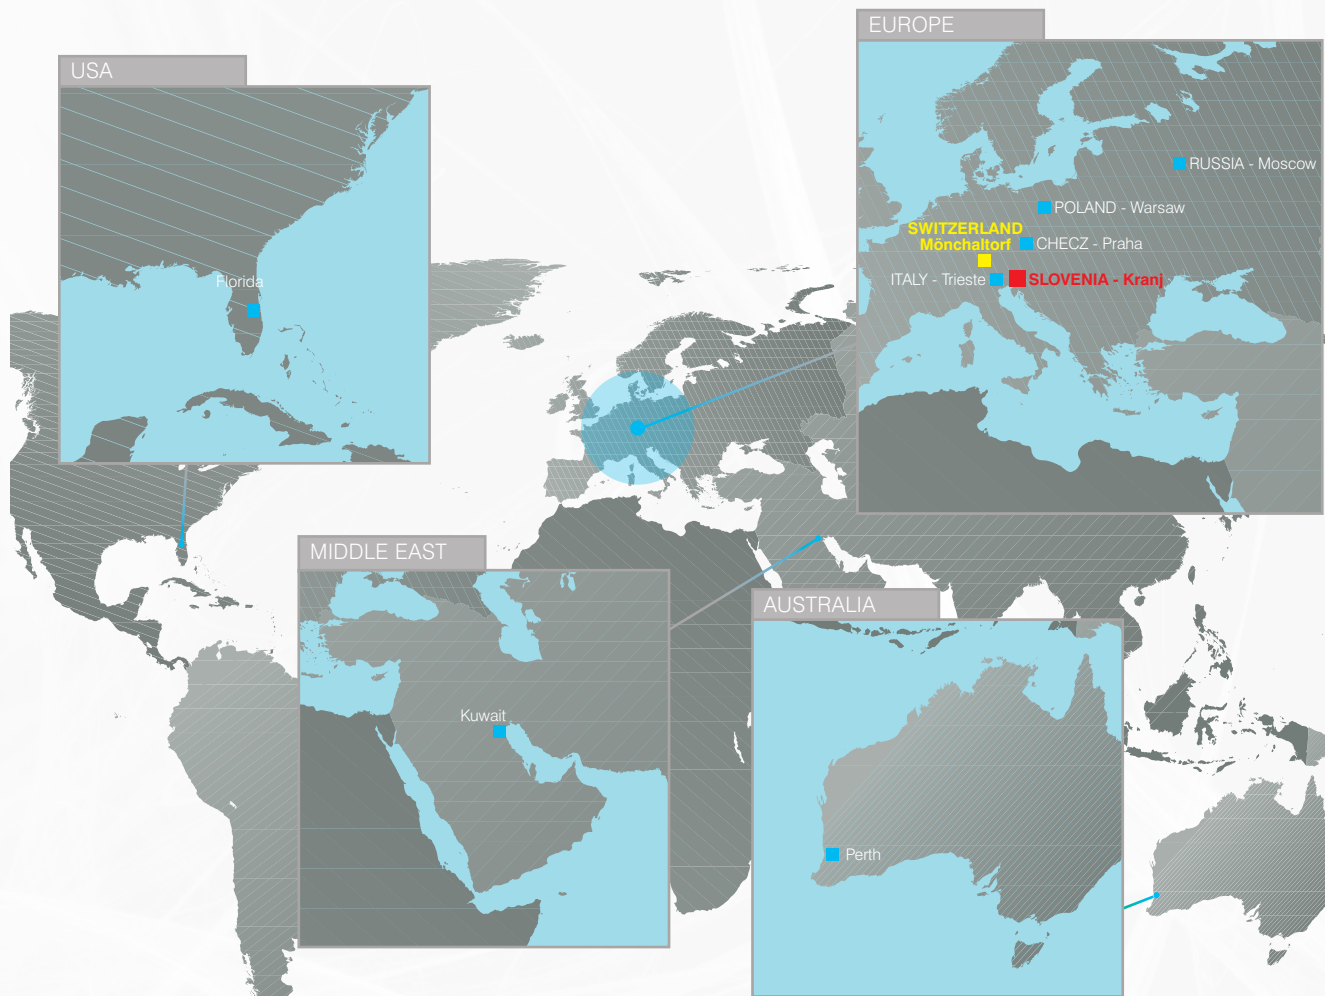 USA
Florida
EUROPE
RUSSIA - Moscow
POLAND - Warsaw
SWITZERLAND
Mönchaltorf
CHECZ - Praha
ITALY - Trieste
SLOVENIA - Kranj
MIDDLE EAST
Kuwait
AUSTRALIA
Perth